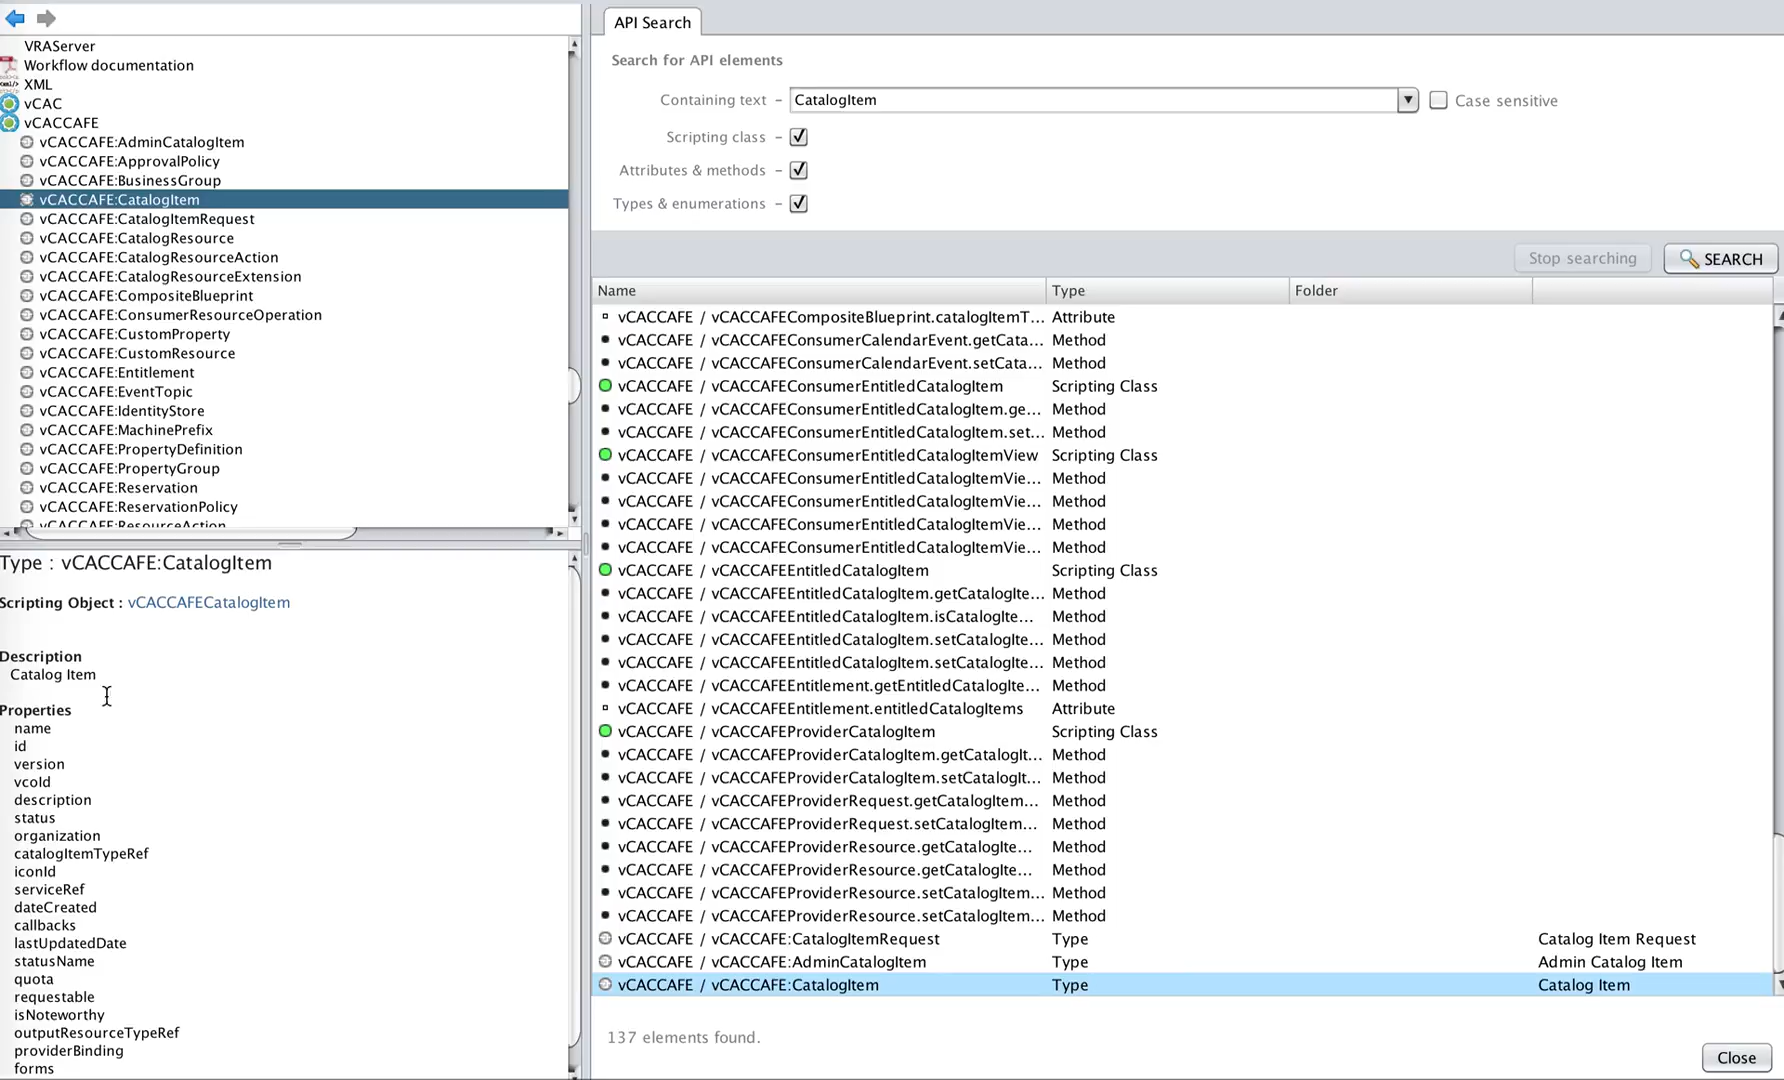 VRAServer
Workflow documentation
XML
vCAC
vCACCAFE
vCACCAFE:AdminCatalogItem
vCACCAFE:ApprovalPolicy
vCACCAFE:BusinessGroup
vCACCAFE:CatalogItem
vCACCAFE:CatalogItemRequest
vCACCAFE:CatalogResource
vCACCAFE:CatalogResourceAction
vCACCAFE:CatalogResourceExtension
vCACCAFE:CompositeBlueprint
vCACCAFE:ConsumerResourceOperation
vCACCAFE:CustomProperty
vCACCAFE:CustomResource
vCACCAFE:Entitlement
vCACCAFE:EventTopic
vCACCAFE:IdentityStore
vCACCAFE:MachinePrefix
vCACCAFE:PropertyDefinition
vCACCAFE:PropertyGroup
vCACCAFE:Reservation
vCACCAFE:ReservationPolicy
vCACCAFE:ResourceAction
Type : vCACCAFE:CatalogItem
Scripting Object : vCACCAFECatalogItem
Description
Catalog Item
Properties
name
id
version
vcoId
description
status
organization
catalogItemTypeRef
iconId
serviceRef
dateCreated
callbacks
lastUpdatedDate
statusName
quota
requestable
isNoteworthy
outputResourceTypeRef
providerBinding
forms
API Search
Search for API elements
Containing text - CatalogItem Case sensitive
Scripting class -
Attributes & methods -
Types & enumerations -
Stop searching SEARCH
Name Type Folder
vCACCAFE / vCACCAFECompositeBlueprint.catalogItemT... Attribute
vCACCAFE / vCACCAFEConsumerCalendarEvent.getCata... Method
vCACCAFE / vCACCAFEConsumerCalendarEvent.setCata... Method
vCACCAFE / vCACCAFEConsumerEntitledCatalogItem Scripting Class
vCACCAFE / vCACCAFEConsumerEntitledCatalogItem.ge... Method
vCACCAFE / vCACCAFEConsumerEntitledCatalogItem.set... Method
vCACCAFE / vCACCAFEConsumerEntitledCatalogItemView Scripting Class
vCACCAFE / vCACCAFEConsumerEntitledCatalogItemVie... Method
vCACCAFE / vCACCAFEConsumerEntitledCatalogItemVie... Method
vCACCAFE / vCACCAFEConsumerEntitledCatalogItemVie... Method
vCACCAFE / vCACCAFEConsumerEntitledCatalogItemVie... Method
vCACCAFE / vCACCAFEEntitledCatalogItem Scripting Class
vCACCAFE / vCACCAFEEntitledCatalogItem.getCatalogIte... Method
vCACCAFE / vCACCAFEEntitledCatalogItem.isCatalogIte... Method
vCACCAFE / vCACCAFEEntitledCatalogItem.setCatalogIte... Method
vCACCAFE / vCACCAFEEntitledCatalogItem.setCatalogIte... Method
vCACCAFE / vCACCAFEEntitlement.getEntitledCatalogIte... Method
vCACCAFE / vCACCAFEEntitlement.entitledCatalogItems Attribute
vCACCAFE / vCACCAFEProviderCatalogItem Scripting Class
vCACCAFE / vCACCAFEProviderCatalogItem.getCatalogIt... Method
vCACCAFE / vCACCAFEProviderCatalogItem.setCatalogIt... Method
vCACCAFE / vCACCAFEProviderRequest.getCatalogItem... Method
vCACCAFE / vCACCAFEProviderRequest.setCatalogItem... Method
vCACCAFE / vCACCAFEProviderResource.getCatalogIte... Method
vCACCAFE / vCACCAFEProviderResource.getCatalogIte... Method
vCACCAFE / vCACCAFEProviderResource.setCatalogItem... Method
vCACCAFE / vCACCAFEProviderResource.setCatalogItem... Method
vCACCAFE / vCACCAFE:CatalogItemRequest Type Catalog Item Request
vCACCAFE / vCACCAFE:AdminCatalogItem Type Admin Catalog Item
vCACCAFE / vCACCAFE:CatalogItem Type Catalog Item
137 elements found.
Close